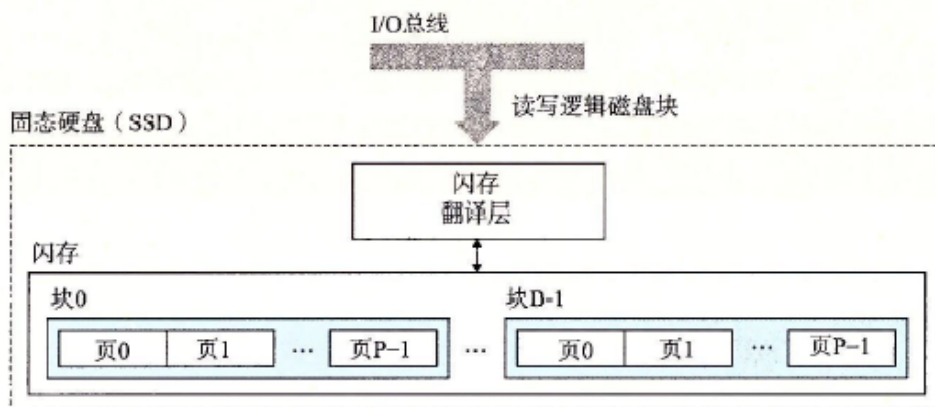 I/O总线
读写逻辑磁盘块
固态硬盘（SSD）
闪存
翻译层
闪存
块0
块D-1
页0
页1
…
页P-1
…
页0
页1
…
页P-1